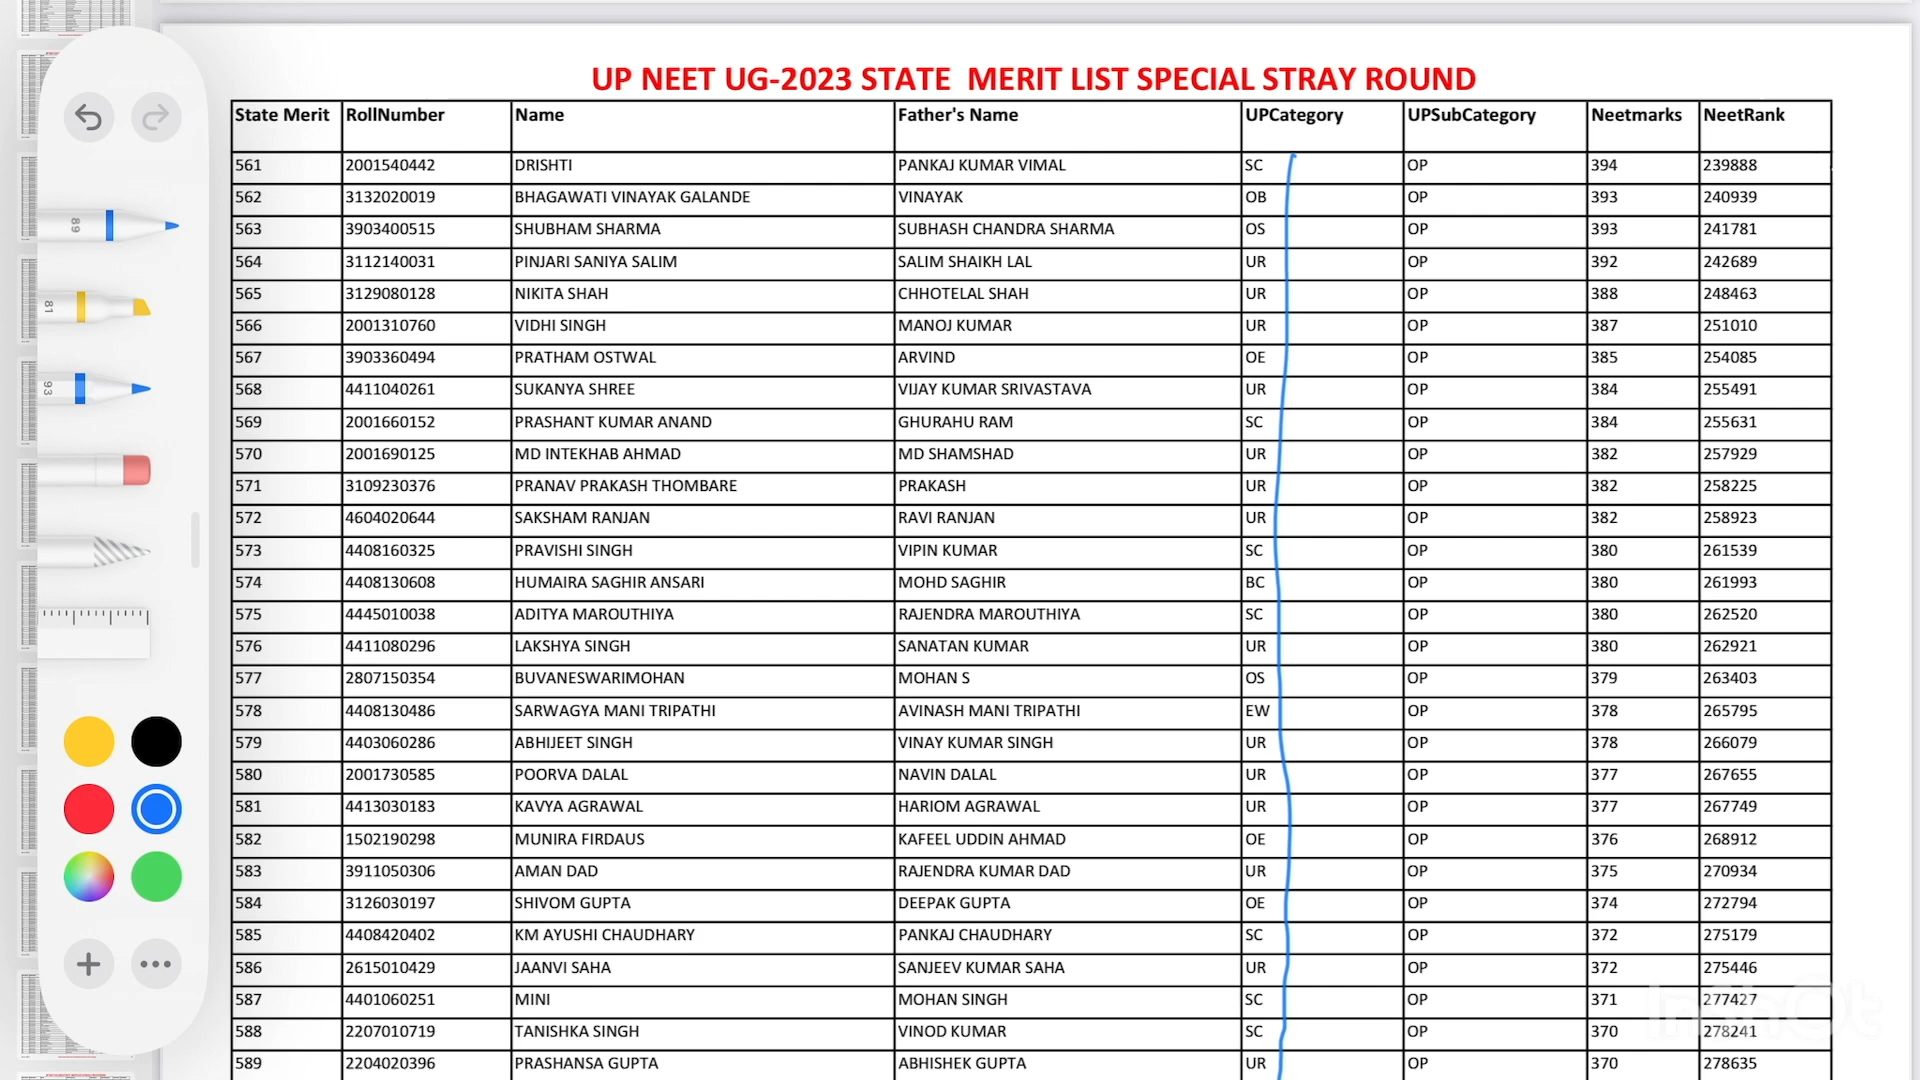 UP NEET UG-2023 STATE  MERIT LIST SPECIAL STRAY ROUND
State Merit RollNumber Name Father's Name UPCategory UPSubCategory Neetmarks NeetRank
561 2001540442 DRISHTI PANKAJ KUMAR VIMAL SC OP 394 239888
562 3132020019 BHAGAWATI VINAYAK GALANDE VINAYAK OB OP 393 240939
563 3903400515 SHUBHAM SHARMA SUBHASH CHANDRA SHARMA OS OP 393 241781
564 3112140031 PINJARI SANIYA SALIM SALIM SHAIKH LAL UR OP 392 242689
565 3129080128 NIKITA SHAH CHHOTELAL SHAH UR OP 388 248463
566 2001310760 VIDHI SINGH MANOJ KUMAR UR OP 387 251010
567 3903360494 PRATHAM OSTWAL ARVIND OE OP 385 254085
568 4411040261 SUKANYA SHREE VIJAY KUMAR SRIVASTAVA UR OP 384 255491
569 2001660152 PRASHANT KUMAR ANAND GHURAHU RAM SC OP 384 255631
570 2001690125 MD INTEKHAB AHMAD MD SHAMSHAD UR OP 382 257929
571 3109230376 PRANAV PRAKASH THOMBARE PRAKASH UR OP 382 258225
572 4604020644 SAKSHAM RANJAN RAVI RANJAN UR OP 382 258923
573 4408160325 PRAVISHI SINGH VIPIN KUMAR SC OP 380 261539
574 4408130608 HUMAIRA SAGHIR ANSARI MOHD SAGHIR BC OP 380 261993
575 4445010038 ADITYA MAROUTHIYA RAJENDRA MAROUTHIYA SC OP 380 262520
576 4411080296 LAKSHYA SINGH SANATAN KUMAR UR OP 380 262921
577 2807150354 BUVANESWARIMOHAN MOHAN S OS OP 379 263403
578 4408130486 SARWAGYA MANI TRIPATHI AVINASH MANI TRIPATHI EW OP 378 265795
579 4403060286 ABHIJEET SINGH VINAY KUMAR SINGH UR OP 378 266079
580 2001730585 POORVA DALAL NAVIN DALAL UR OP 377 267655
581 4413030183 KAVYA AGRAWAL HARIOM AGRAWAL UR OP 377 267749
582 1502190298 MUNIRA FIRDAUS KAFEEL UDDIN AHMAD OE OP 376 268912
583 3911050306 AMAN DAD RAJENDRA KUMAR DAD UR OP 375 270934
584 3126030197 SHIVOM GUPTA DEEPAK GUPTA OE OP 374 272794
585 4408420402 KM AYUSHI CHAUDHARY PANKAJ CHAUDHARY SC OP 372 275179
586 2615010429 JAANVI SAHA SANJEEV KUMAR SAHA UR OP 372 275446
587 4401060251 MINI MOHAN SINGH SC OP 371 277427
588 2207010719 TANISHKA SINGH VINOD KUMAR SC OP 370 278241
589 2204020396 PRASHANSA GUPTA ABHISHEK GUPTA UR OP 370 278635
89
81
93
InShOt